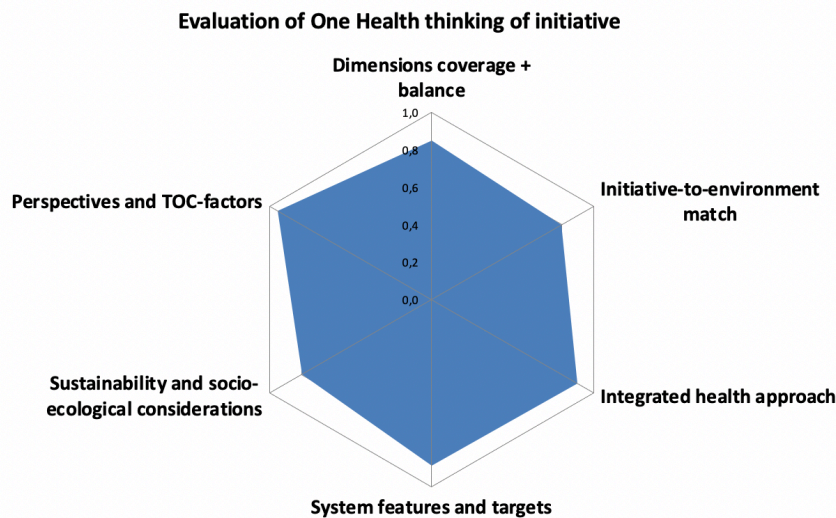 Evaluation of One Health thinking of initiative
Dimensions coverage +
balance
1,0
0,8
0,6
0,4
0,2
0,0
Initiative-to-environment
match
Perspectives and TOC-factors
Sustainability and socio-
ecological considerations
Integrated health approach
System features and targets